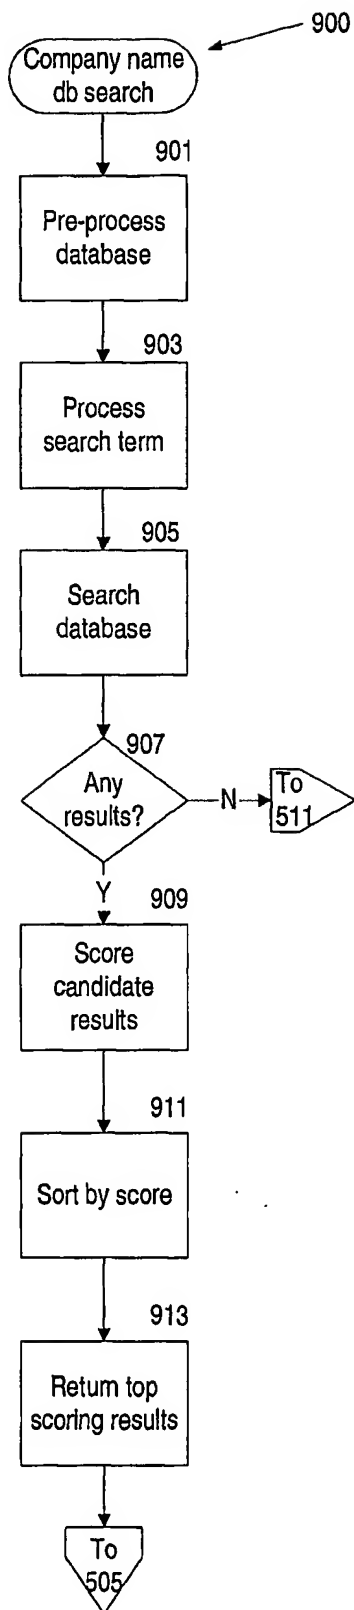 900
Company name
db search
901
Pre-process
database
903
Process
search term
905
Search
database
907
Any
results?
N
To
511
Y
909
Score
candidate
results
911
Sort by score
913
Return top
scoring results
To
505